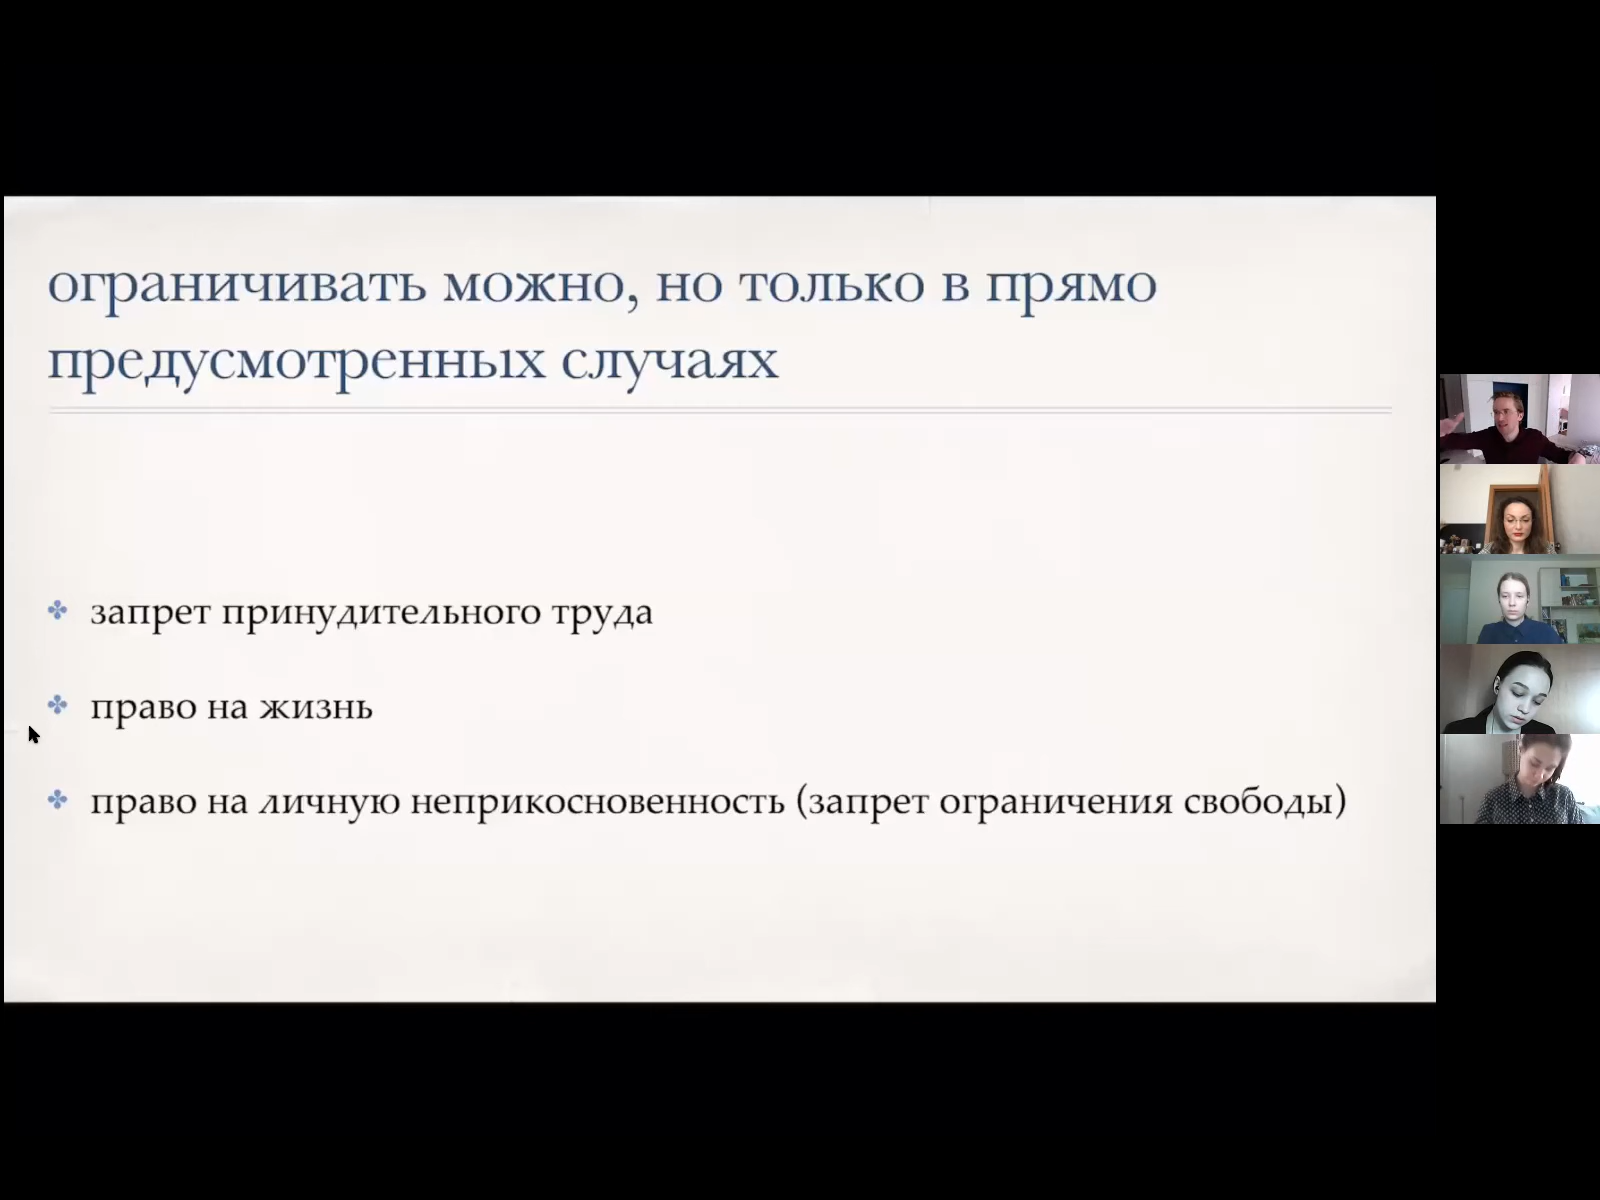 ограничивать можно, но только в прямо
предусмотренных случаях
запрет принудительного труда
право на жизнь
право на личную неприкосновенность (запрет ограничения свободы)